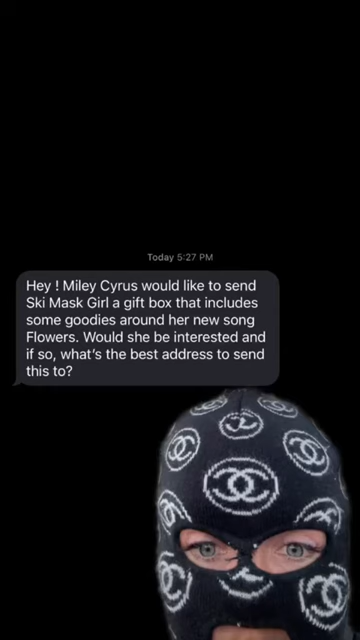 Today 5:27 PM
Hey ! Miley Cyrus would like to send
Ski Mask Girl a gift box that includes
some goodies around her new song
Flowers. Would she be interested and
if so, what's the best address to send
this to?